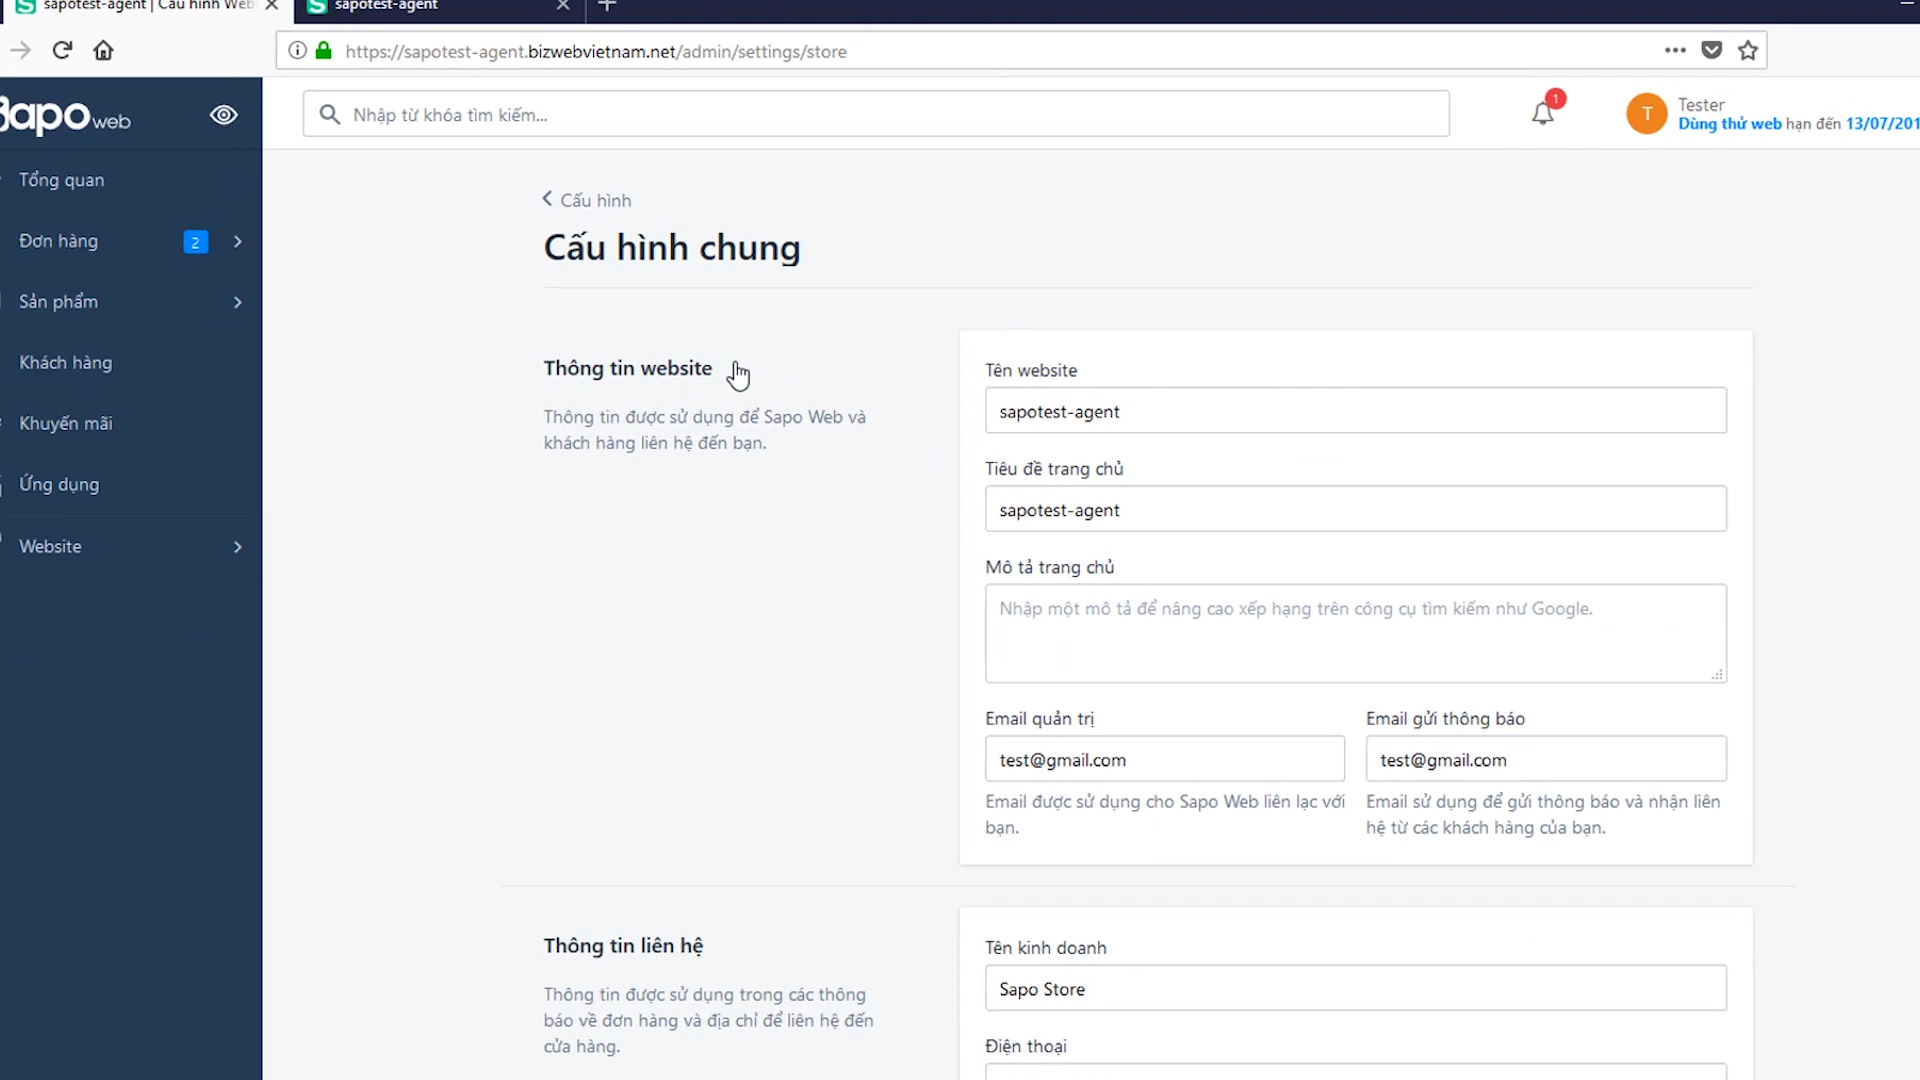 sapotest-agent | Cấu hình Web
sapotest-agent
https://sapotest-agent.bizwebvietnam.net/admin/settings/store
Sapo web
Nhập từ khóa tìm kiếm...
1
T
Tester
Dùng thử web hạn đến 13/07/201
Tổng quan
Đơn hàng 2
Sản phẩm
Khách hàng
Khuyến mãi
Ứng dụng
Website
Cấu hình
Cấu hình chung
Thông tin website
Thông tin được sử dụng để Sapo Web và
khách hàng liên hệ đến bạn.
Tên website
sapotest-agent
Tiêu đề trang chủ
sapotest-agent
Mô tả trang chủ
Nhập một mô tả để nâng cao xếp hạng trên công cụ tìm kiếm như Google.
Email quản trị
test@gmail.com
Email được sử dụng cho Sapo Web liên lạc với
bạn.
Email gửi thông báo
test@gmail.com
Email sử dụng để gửi thông báo và nhận liên
hệ từ các khách hàng của bạn.
Thông tin liên hệ
Thông tin được sử dụng trong các thông
báo về đơn hàng và địa chỉ để liên hệ đến
cửa hàng.
Tên kinh doanh
Sapo Store
Điện thoại